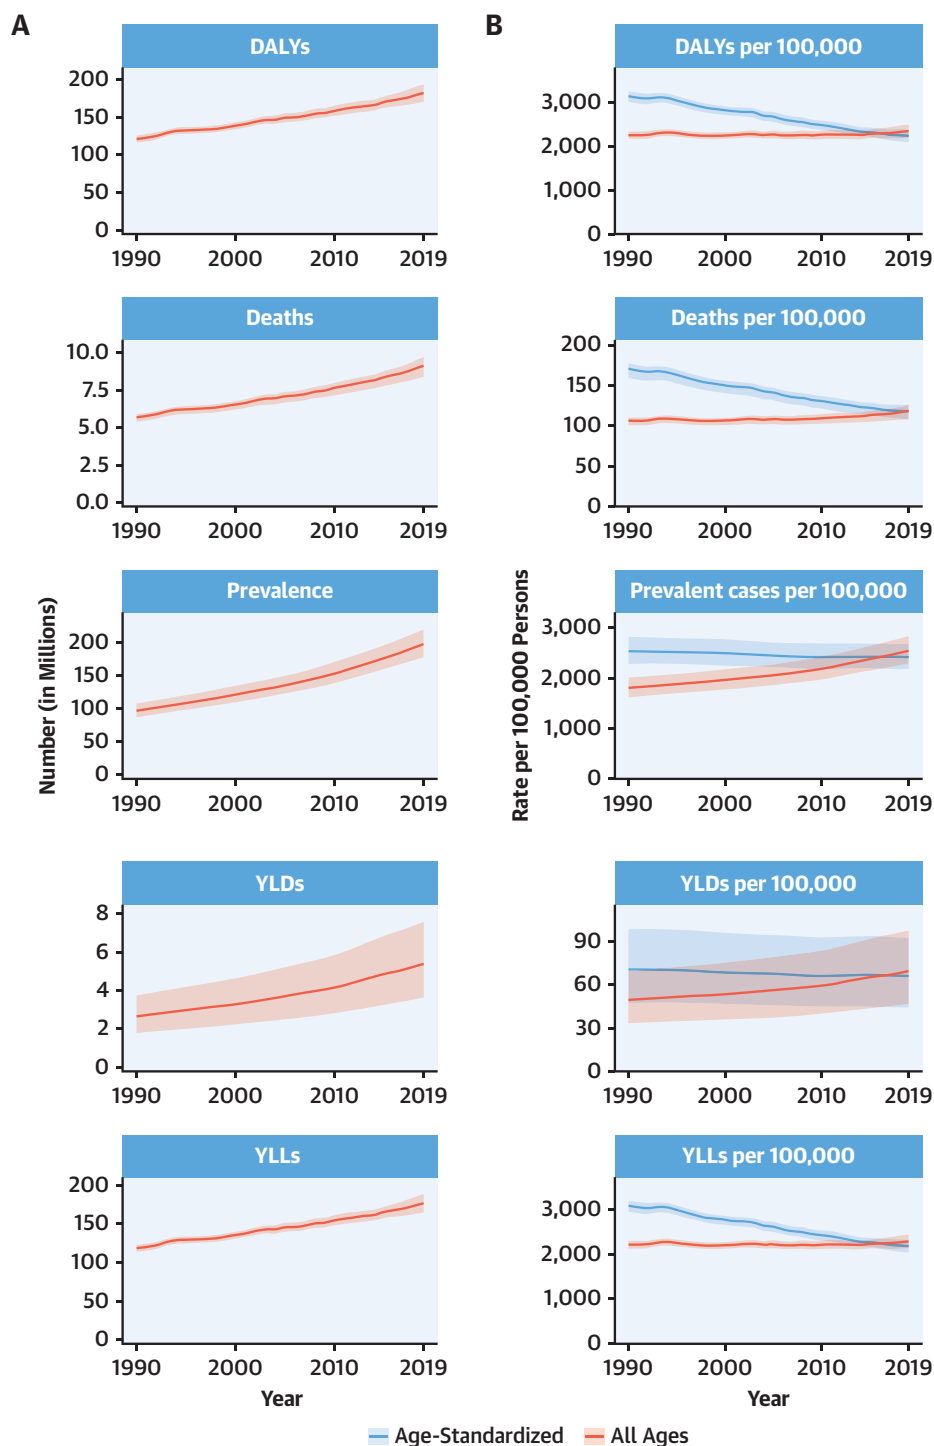 A
B
DALYs
200
150
100
50
0
1990 2000 2010 2019
DALYs per 100,000
3,000
2,000
1,000
0
1990 2000 2010 2019
Deaths
10.0
7.5
5.0
2.5
0.0
1990 2000 2010 2019
Deaths per 100,000
200
150
100
50
0
1990 2000 2010 2019
Number (in Millions)
Prevalence
200
150
100
50
0
1990 2000 2010 2019
Rate per 100,000 Persons
Prevalent cases per 100,000
3,000
2,000
1,000
0
1990 2000 2010 2019
YLDs
8
6
4
2
0
1990 2000 2010 2019
YLDs per 100,000
90
60
30
0
1990 2000 2010 2019
YLLs
200
150
100
50
0
1990 2000 2010 2019
Year
YLLs per 100,000
3,000
2,000
1,000
0
1990 2000 2010 2019
Year
Age-Standardized All Ages